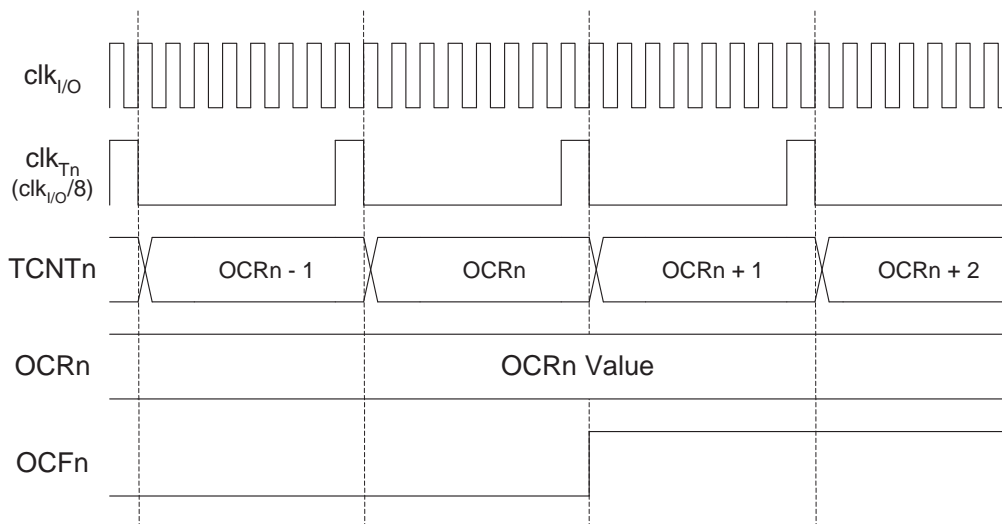 clkI/O
clkTn
(clkI/O/8)
TCNTn OCRn - 1 OCRn OCRn + 1 OCRn + 2
OCRn OCRn Value
OCFn